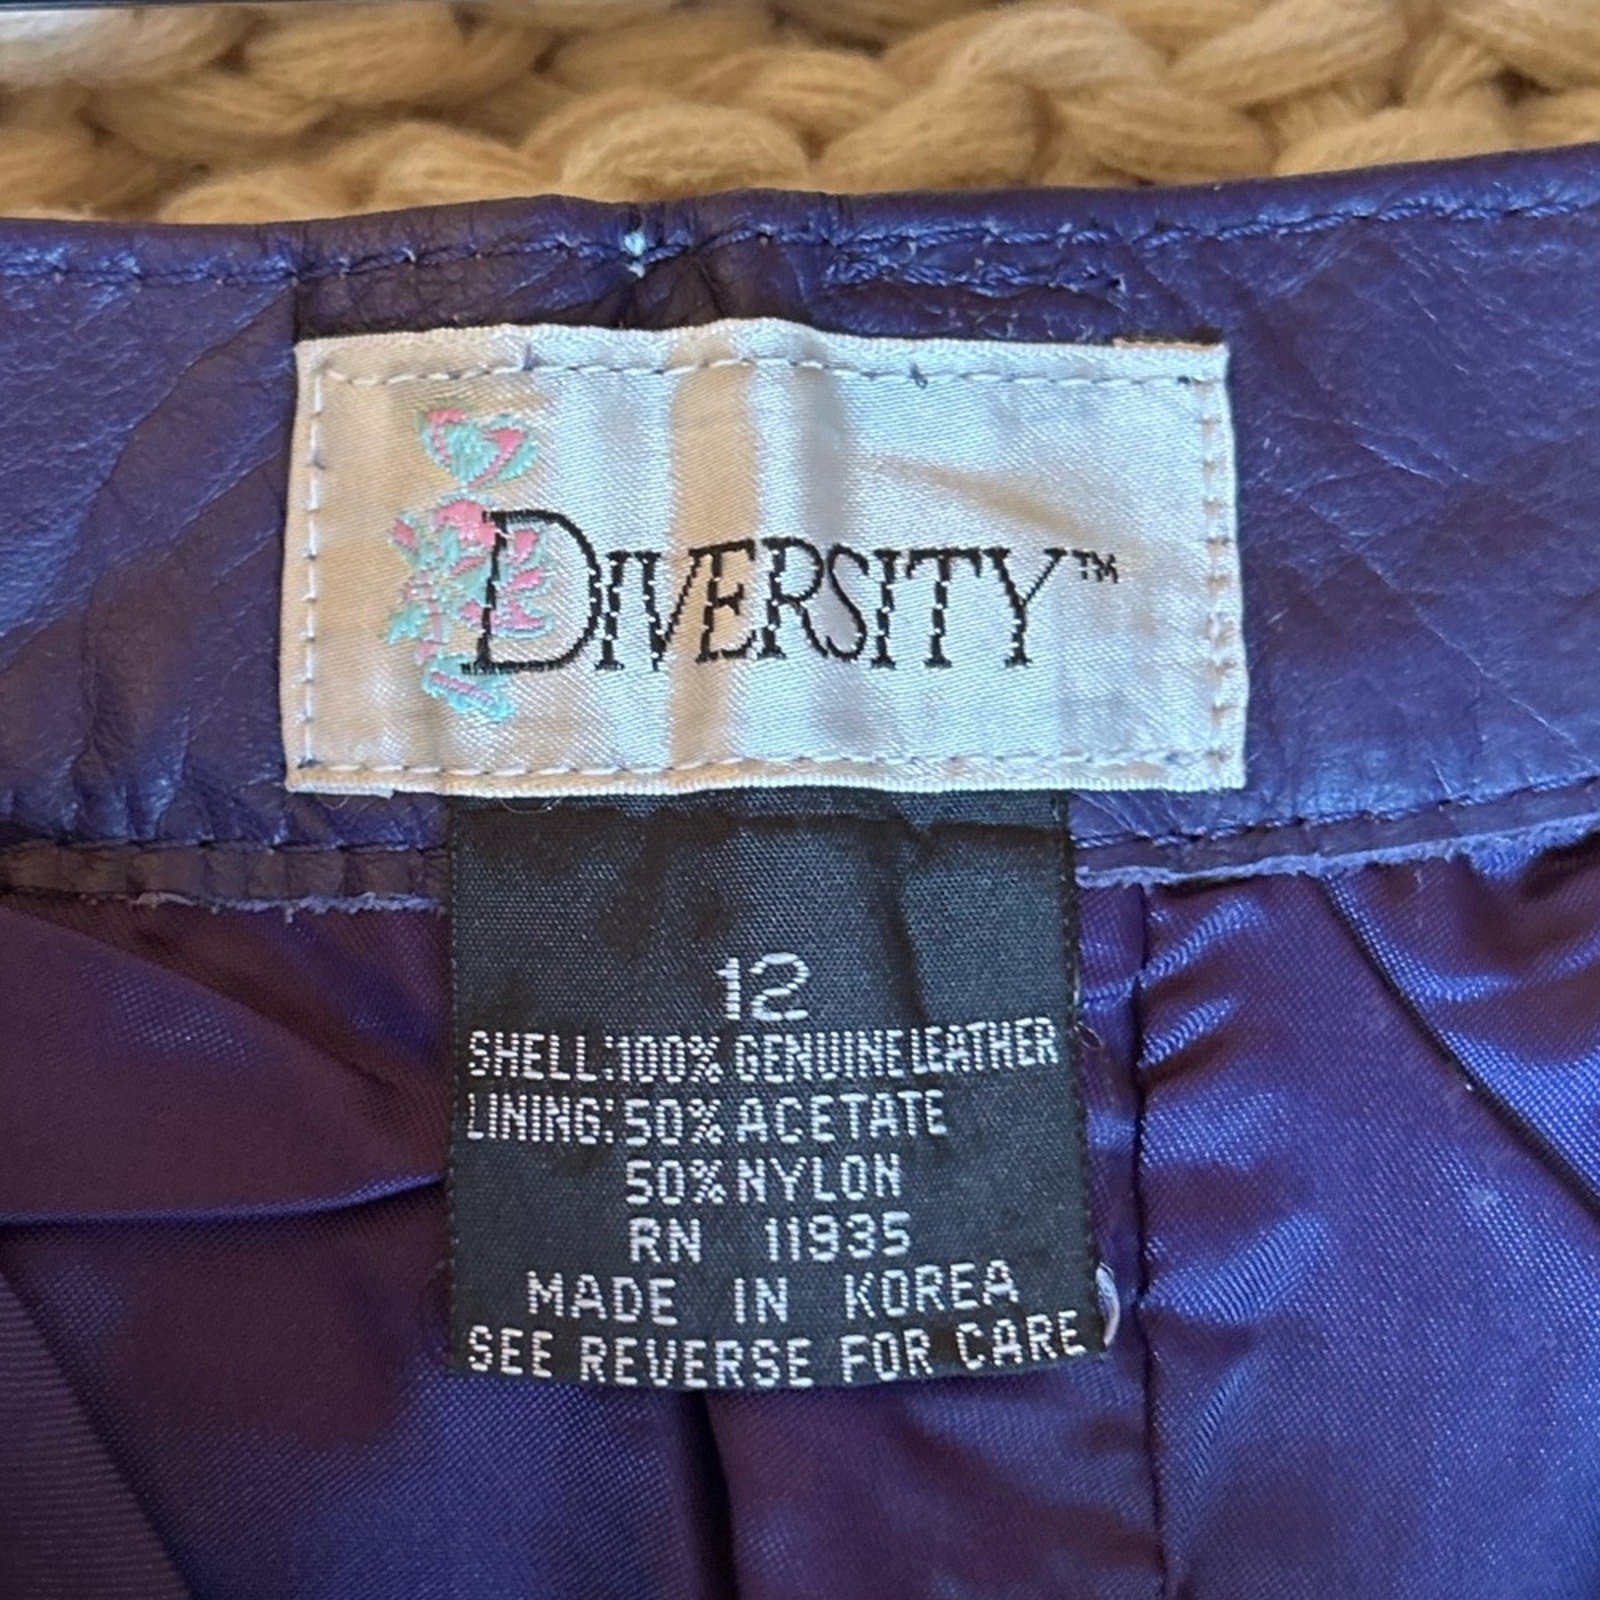 DIVERSITY™
12
SHELL:100% GENUINE LEATHER
LINING:50% ACETATE
50% NYLON
RN 11935
MADE IN KOREA
SEE REVERSE FOR CARE